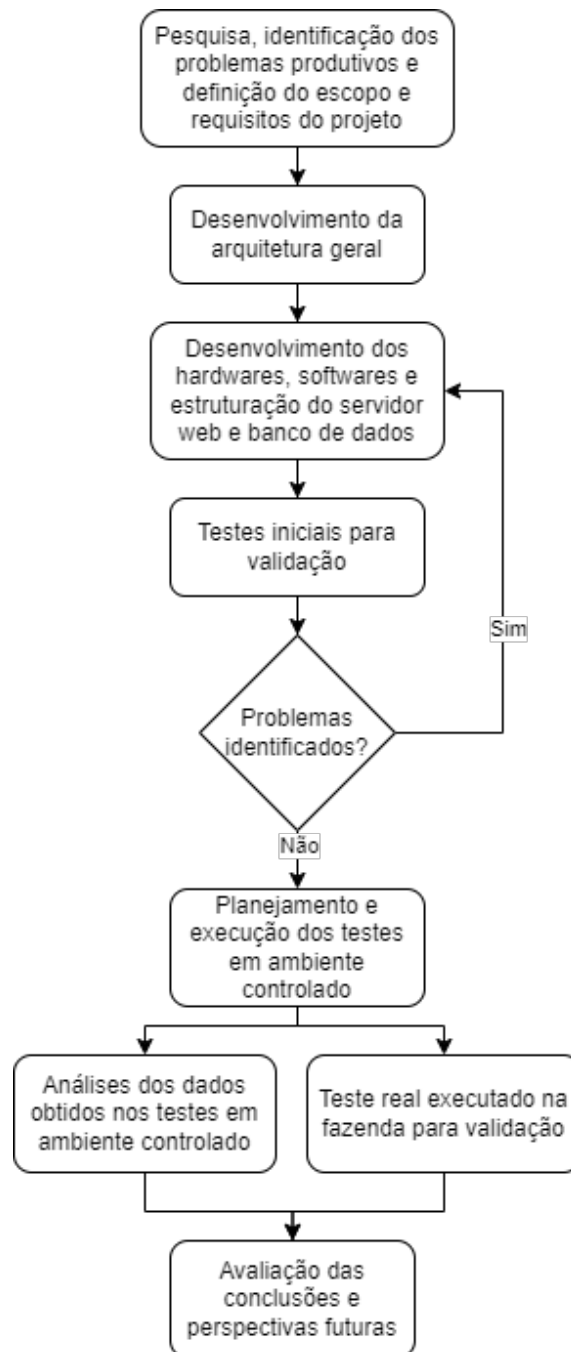 Pesquisa, identificação dos
problemas produtivos e
definição do escopo e
requisitos do projeto
Desenvolvimento da
arquitetura geral
Desenvolvimento dos
hardwares, softwares e
estruturação do servidor
web e banco de dados
Testes iniciais para
validação
Sim
Problemas
identificados?
Não
Planejamento e
execução dos testes
em ambiente
controlado
Análises dos dados
obtidos nos testes em
ambiente controlado
Teste real executado na
fazenda para validação
Avaliação das
conclusões e
perspectivas futuras